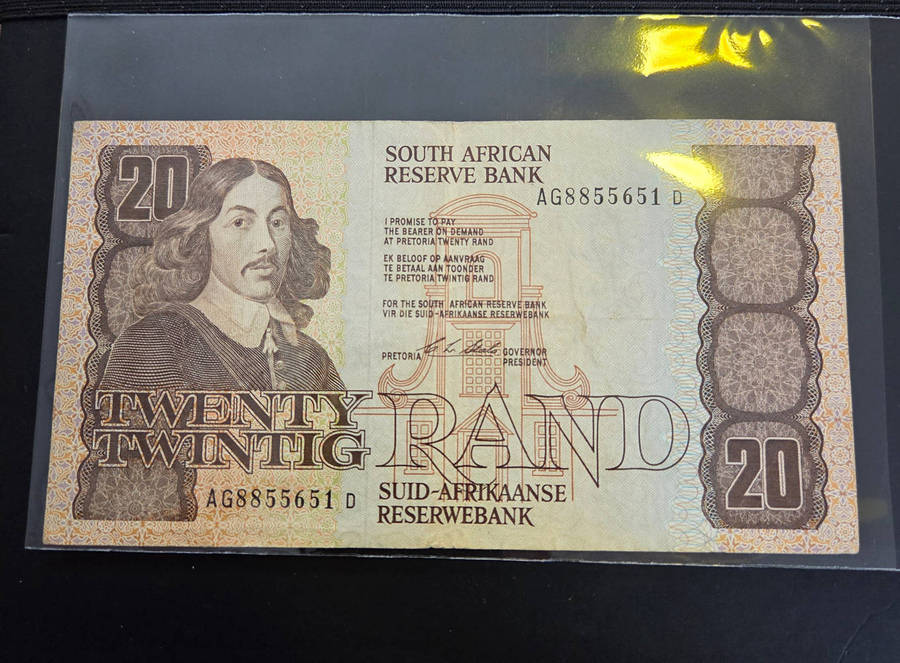 20
SOUTH AFRICAN
RESERVE BANK
AG8855651 D
I PROMISE TO PAY
THE BEARER ON DEMAND
AT PRETORIA TWENTY RAND
EK BELOOF OP AANVRAAG
TE BETAAL AAN TOONDER
TE PRETORIA TWINTIG RAND
FOR THE SOUTH AFRICAN RESERVE BANK
VIR DIE SUID-AFRIKAANSE RESERWEBANK
PRETORIA
GOVERNOR
PRESIDENT
TWENTY
TWINTIG
RAND
20
AG8855651 D
SUID-AFRIKAANSE
RESERWEBANK